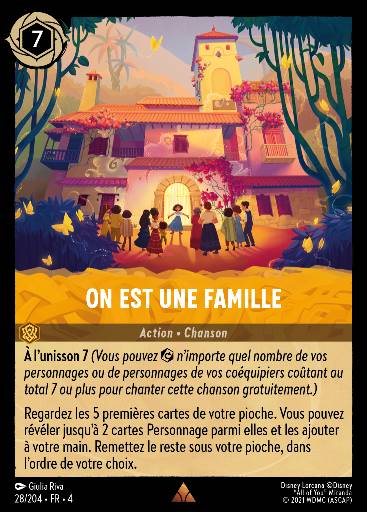 7
ON EST UNE FAMILLE
Action • Chanson
À l'unisson 7 (Vous pouvez n'importe quel nombre de vos
personnages ou de personnages de vos coéquipiers coûtant au
total 7 ou plus pour chanter cette chanson gratuitement.)
Regardez les 5 premières cartes de votre pioche. Vous pouvez
révéler jusqu'à 2 cartes Personnage parmi elles et les ajouter
à votre main. Remettez le reste sous votre pioche, dans
l'ordre de votre choix.
Giulia Riva
28/204 • FR • 4
Disney Lorcana ©Disney
"All of You" Miranda
© 2021 WDMC (ASCAP)